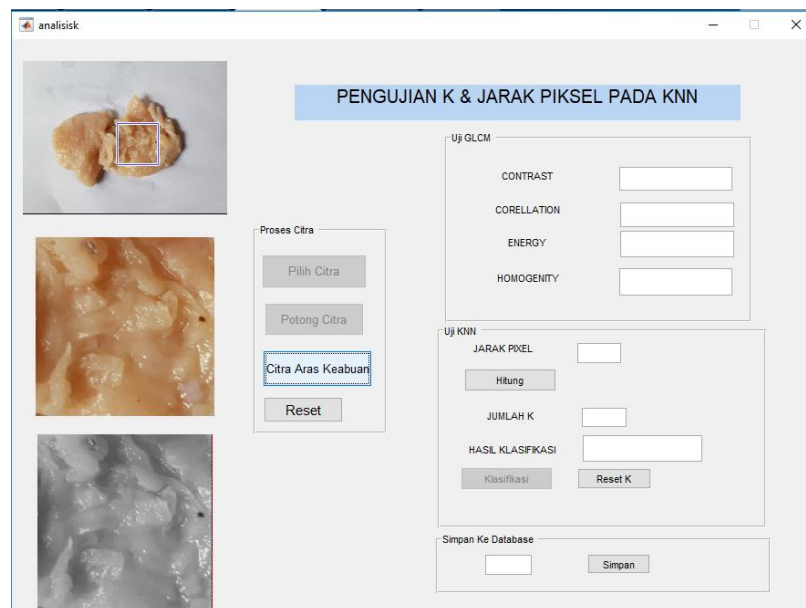 analisisk
PENGUJIAN K & JARAK PIKSEL PADA KNN
Proses Citra
Pilih Citra
Potong Citra
Citra Aras Keabuan
Reset
Uji GLCM
CONTRAST
CORELLATION
ENERGY
HOMOGENITY
Uji KNN
JARAK PIXEL
Hitung
JUMLAH K
HASIL KLASIFIKASI
Klasifikasi
Reset K
Simpan Ke Database
Simpan